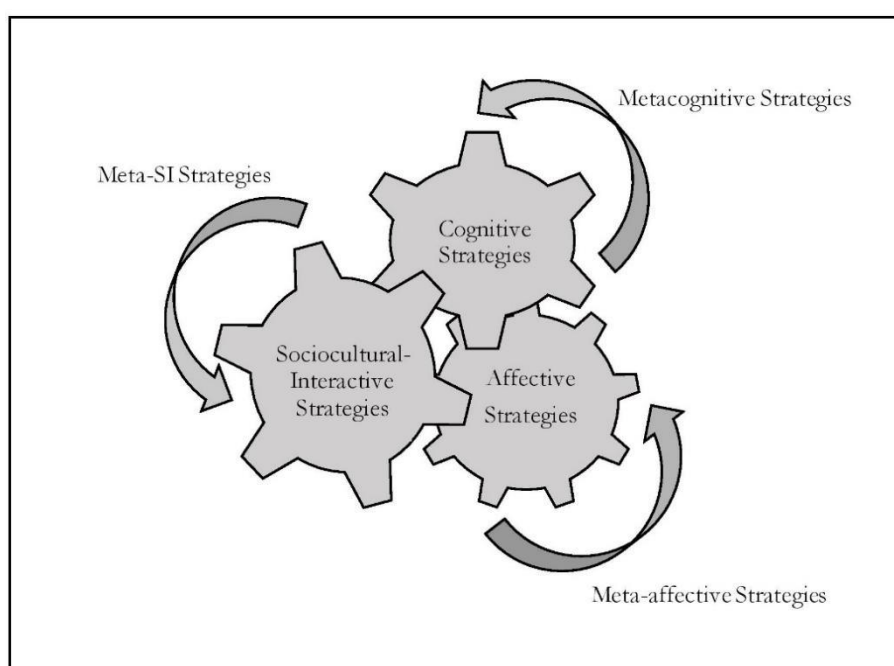 Metacognitive Strategies
Meta-SI Strategies
Cognitive
Strategies
Sociocultural-
Interactive
Strategies
Affective
Strategies
Meta-affective Strategies